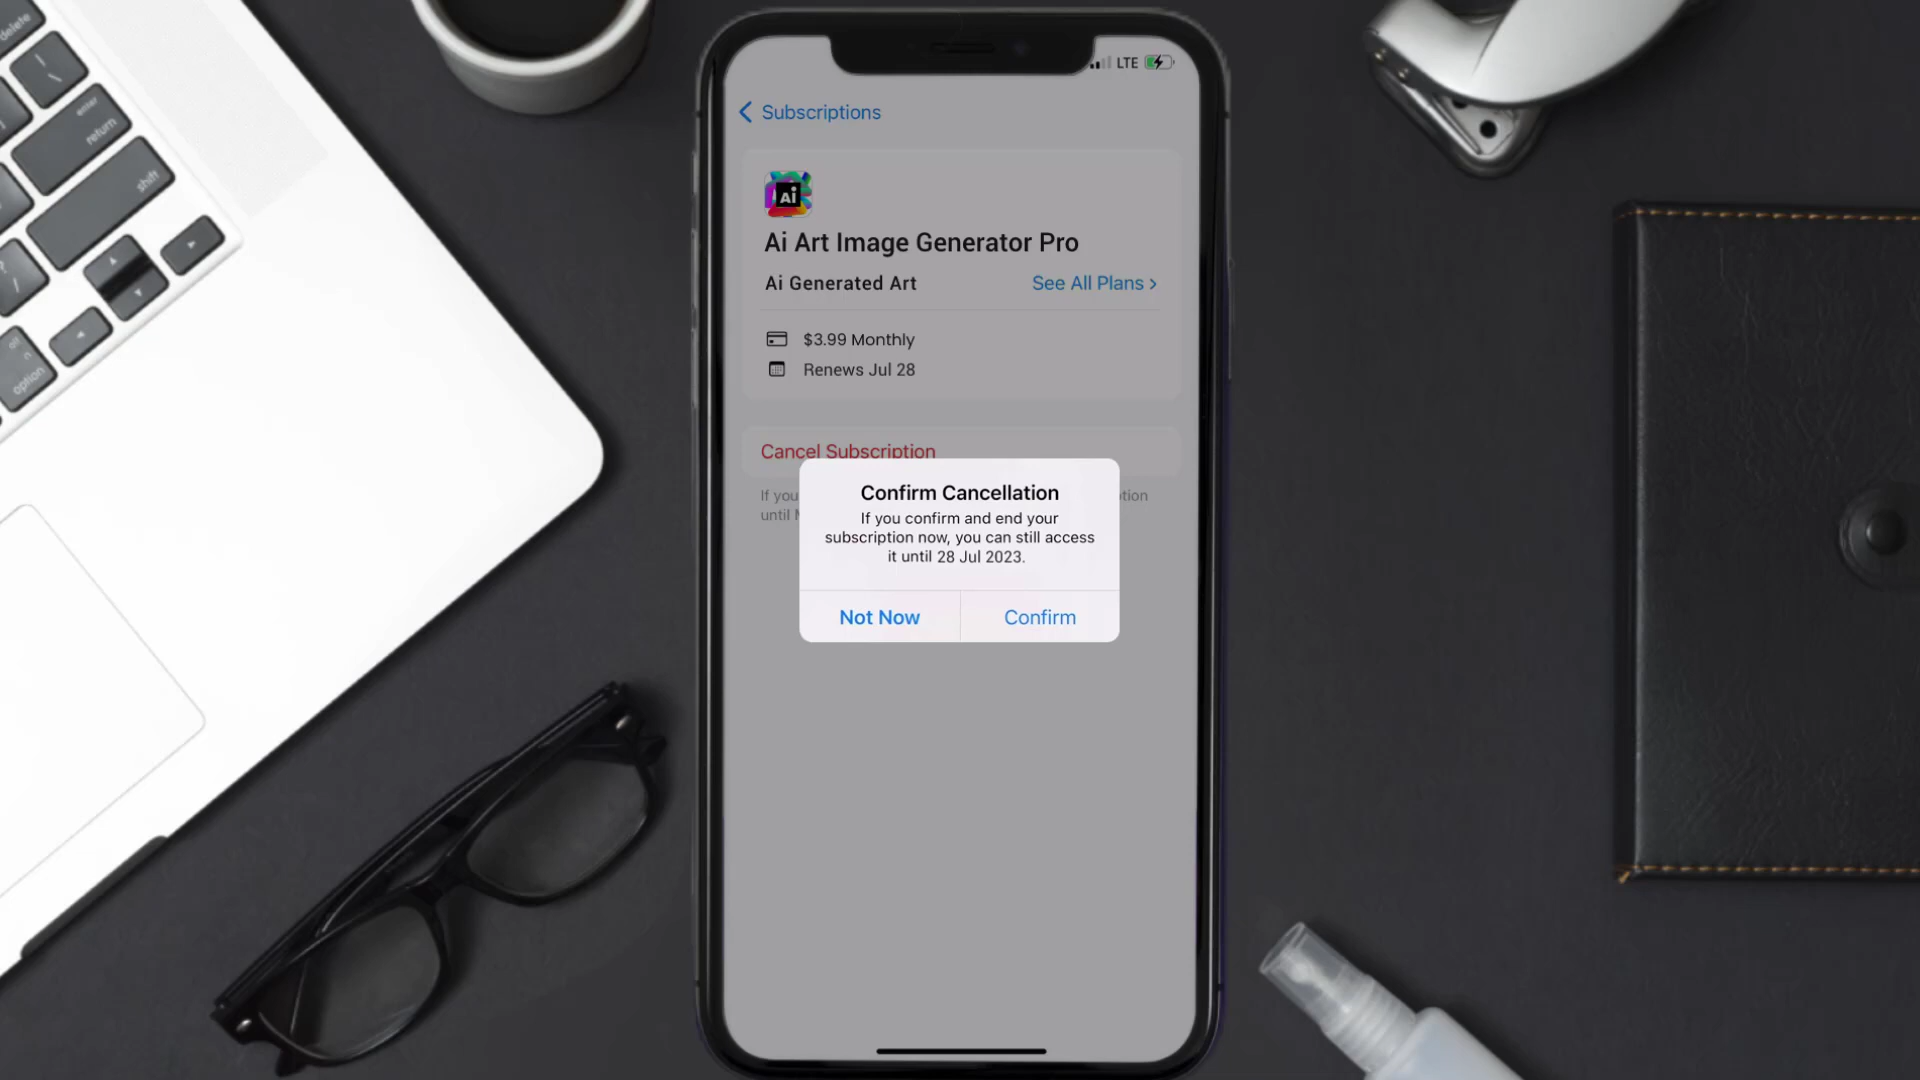 delete
enter
return
shift
alt
option
LTE
Subscriptions
Ai
Ai Art Image Generator Pro
Ai Generated Art
See All Plans
$3.99 Monthly
Renews Jul 28
Cancel Subscription
If you
tion
until
Confirm Cancellation
If you confirm and end your
subscription now, you can still access
it until 28 Jul 2023.
Not Now
Confirm